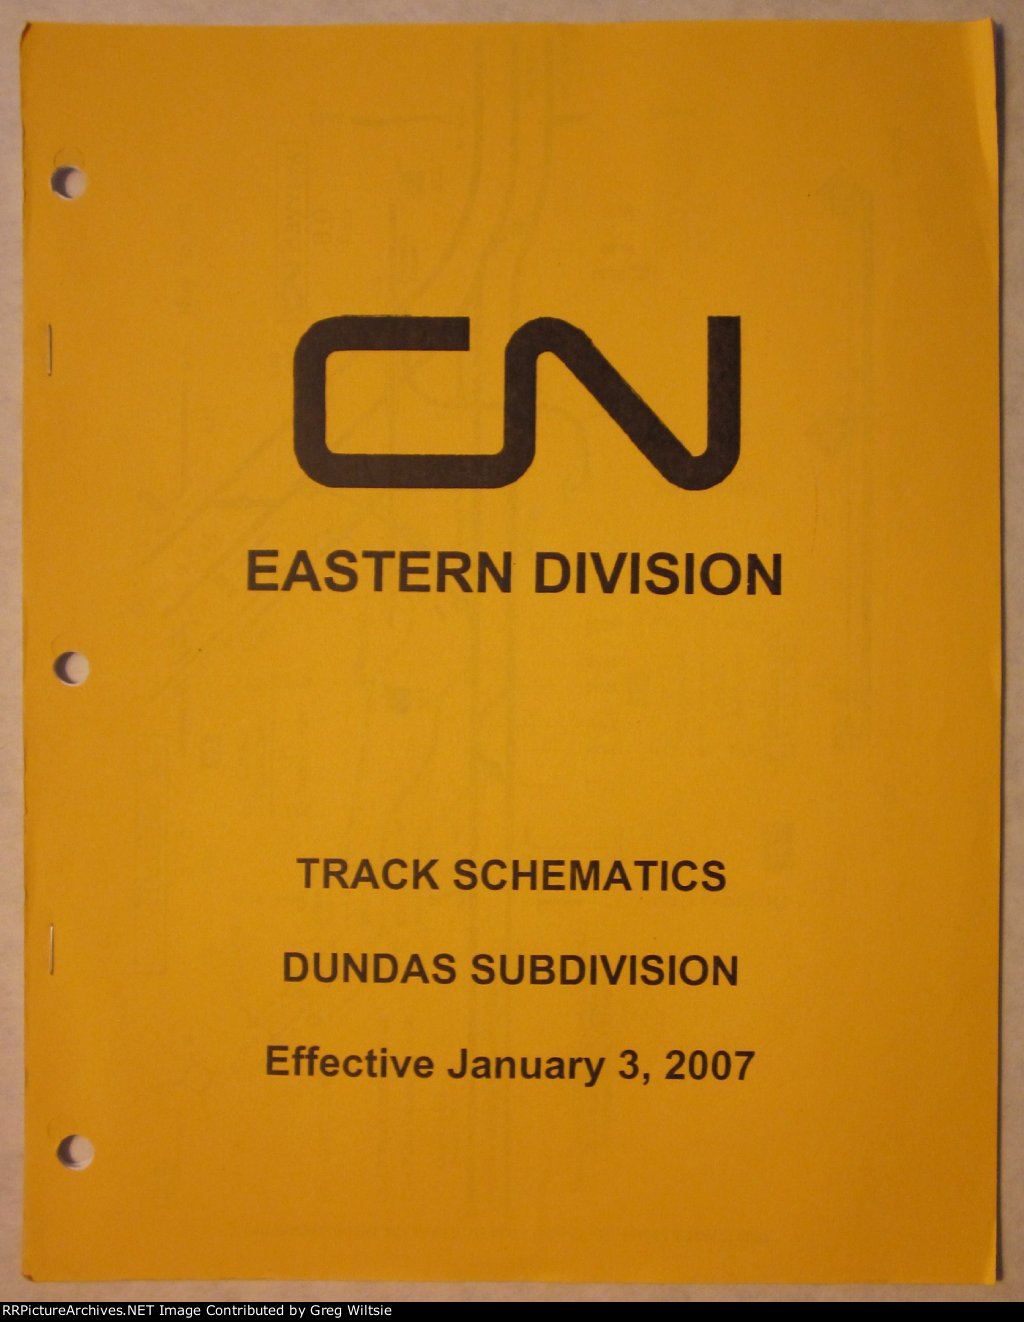 CN
EASTERN DIVISION
TRACK SCHEMATICS
DUNDAS SUBDIVISION
Effective January 3, 2007
RRPictureArchives.NET Image Contributed by Greg Wiltsie